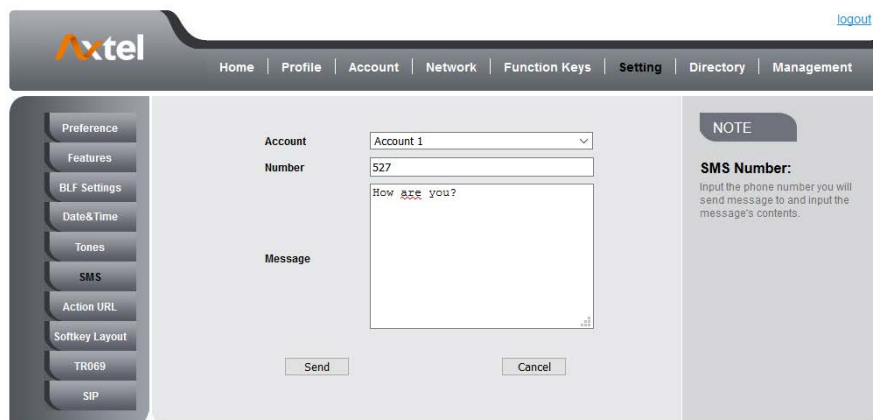 logout
Axtel
Home | Profile | Account | Network | Function Keys | Setting | Directory | Management
Preference
Features
BLF Settings
Date&Time
Tones
SMS
Action URL
Softkey Layout
TR069
SIP
Account Account 1
Number 527
Message How are you?
Send Cancel
NOTE
SMS Number:
Input the phone number you will
send message to and input the
message's contents.